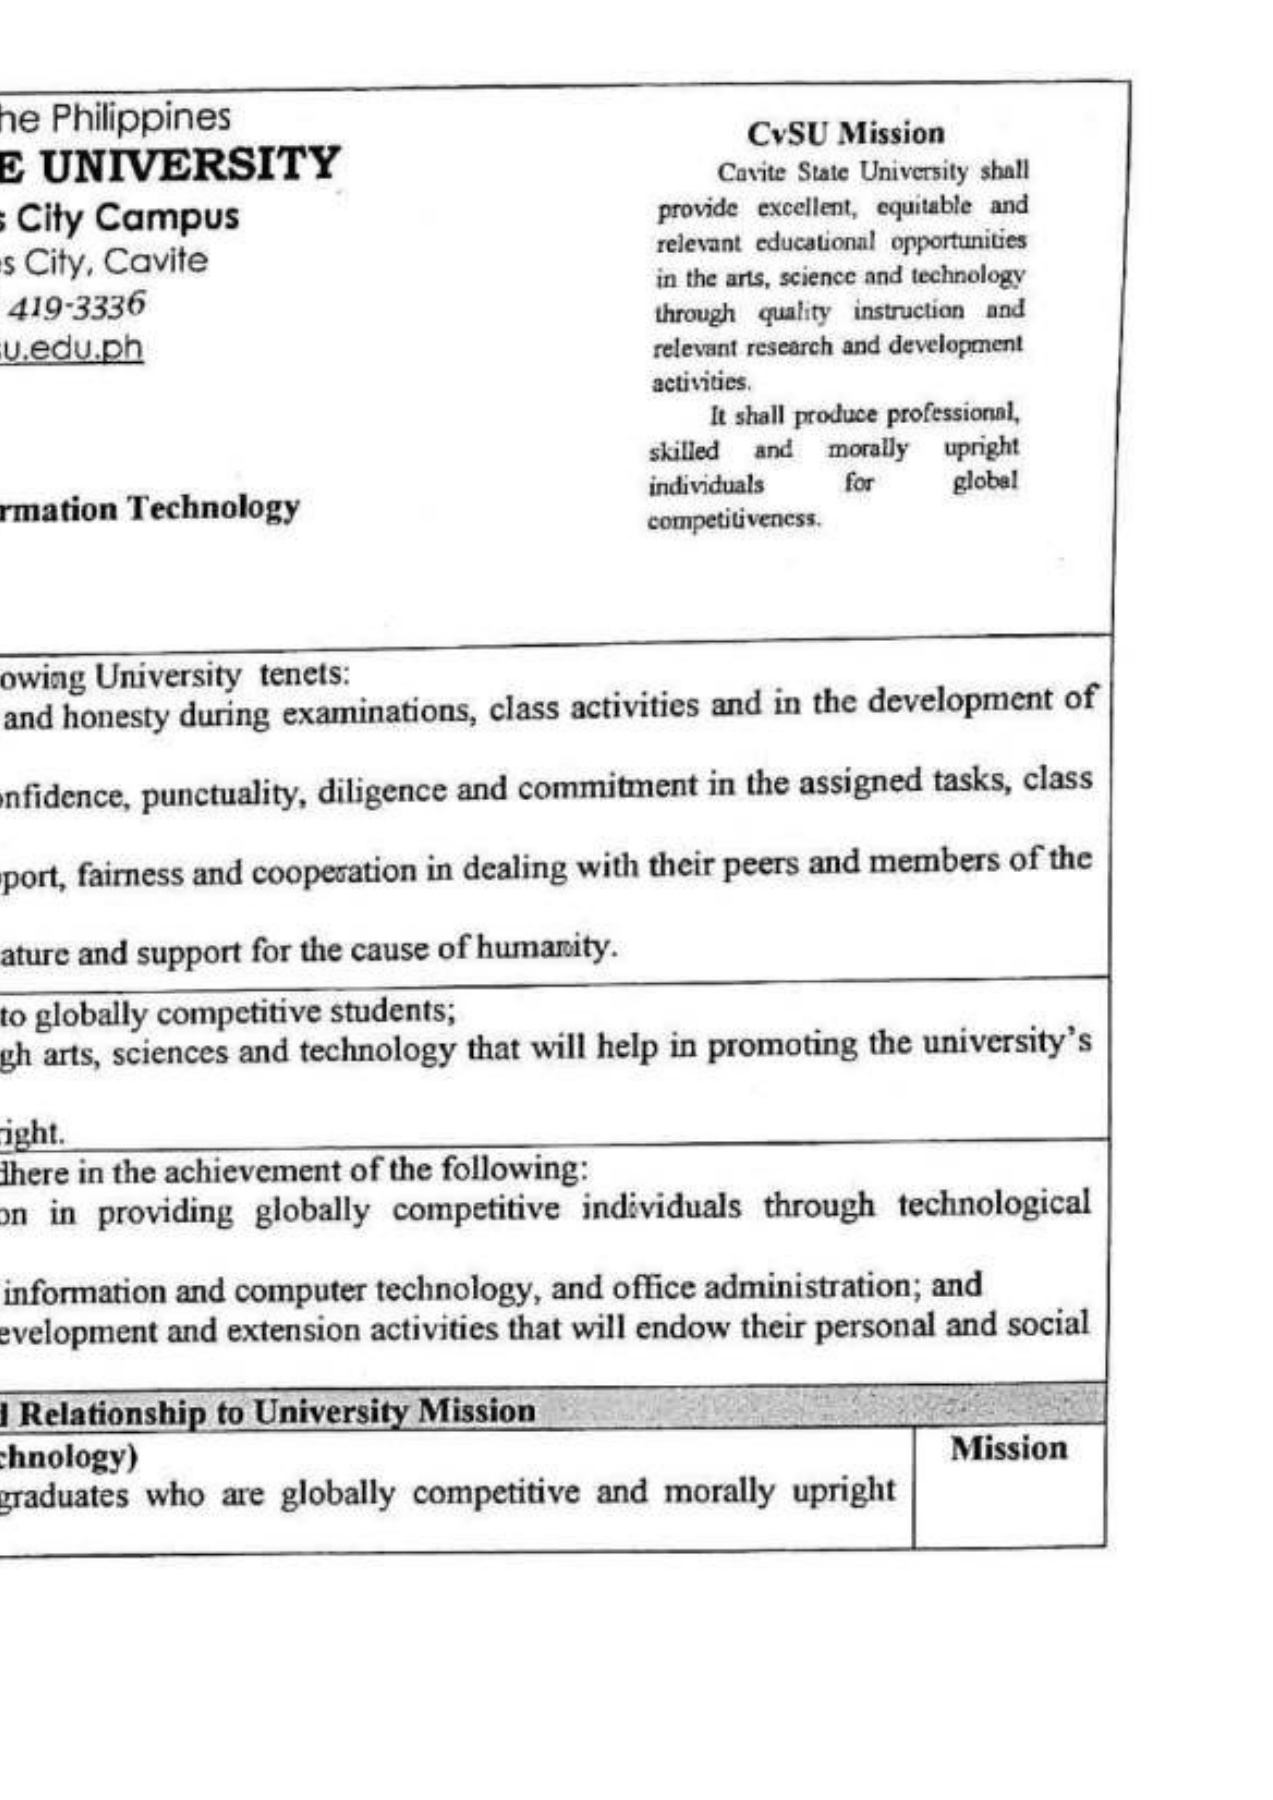 he Philippines
E UNIVERSITY
s City Campus
es City, Cavite
419-3336
su.edu.ph
rmation Technology
CvSU Mission
Cavite State University shall
provide excellent, equitable and
relevant educational opportunities
in the arts, science and technology
through quality instruction and
relevant research and development
activities.
It shall produce professional,
skilled and morally upright
individuals for global
competitiveness.
owing University tenets:
and honesty during examinations, class activities and in the development of
onfidence, punctuality, diligence and commitment in the assigned tasks, class
port, fairness and cooperation in dealing with their peers and members of the
ature and support for the cause of humanity.
to globally competitive students;
gh arts, sciences and technology that will help in promoting the university's
right.
dhere in the achievement of the following:
on in providing globally competitive individuals through technological
information and computer technology, and office administration; and
evelopment and extension activities that will endow their personal and social
d Relationship to University Mission
chnology)
Mission
graduates who are globally competitive and morally upright